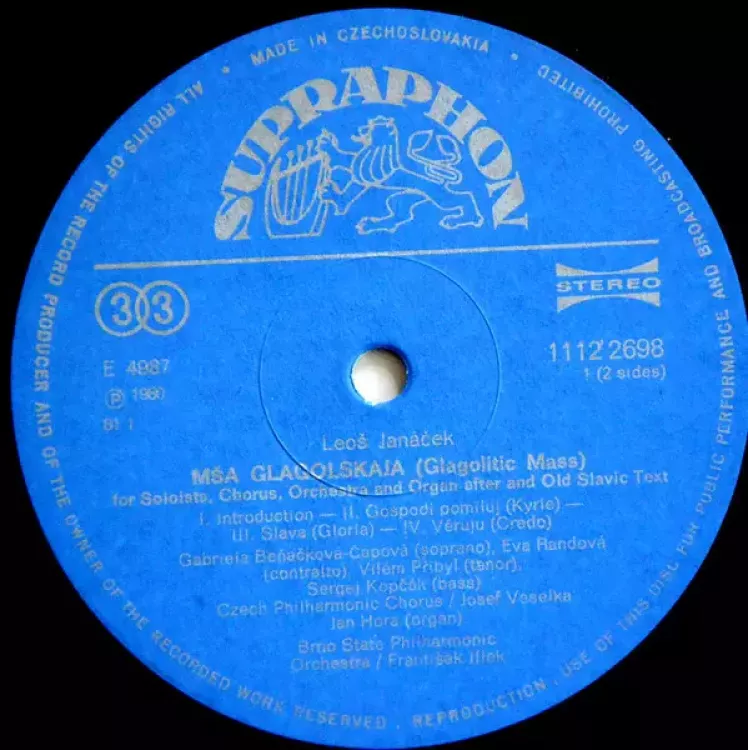 • MADE IN CZECHOSLOVAKIA •
ALL RIGHTS OF THE RECORD PRODUCER AND OF THE OWNER OF THE RECORDED WORK RESERVED . REPRODUCTION . USE OF THIS DISC FOR PUBLIC PERFORMANCE AND BROADCASTING PROHIBITED
SUPRAPHON
33
STEREO
E 4987
1112 2698
Ⓟ 1980
1 (2 sides)
81 1
Leoš Janáček
MŠA GLAGOLSKAJA (Glagolitic Mass)
for Soloists, Chorus, Orchestra and Organ after and Old Slavic Text
I. Introduction — II. Gospodi pomiluj (Kyrie) —
III. Slava (Gloria) — IV. Věruju (Credo)
Gabriela Beňačková-Čapová (soprano), Eva Randová
(contralto), Vilém Přibyl (tenor),
Sergej Kopčák (bass)
Czech Philharmonic Chorus / Josef Veselka
Jan Hora (organ)
Brno State Philharmonic
Orchestra / František Jílek